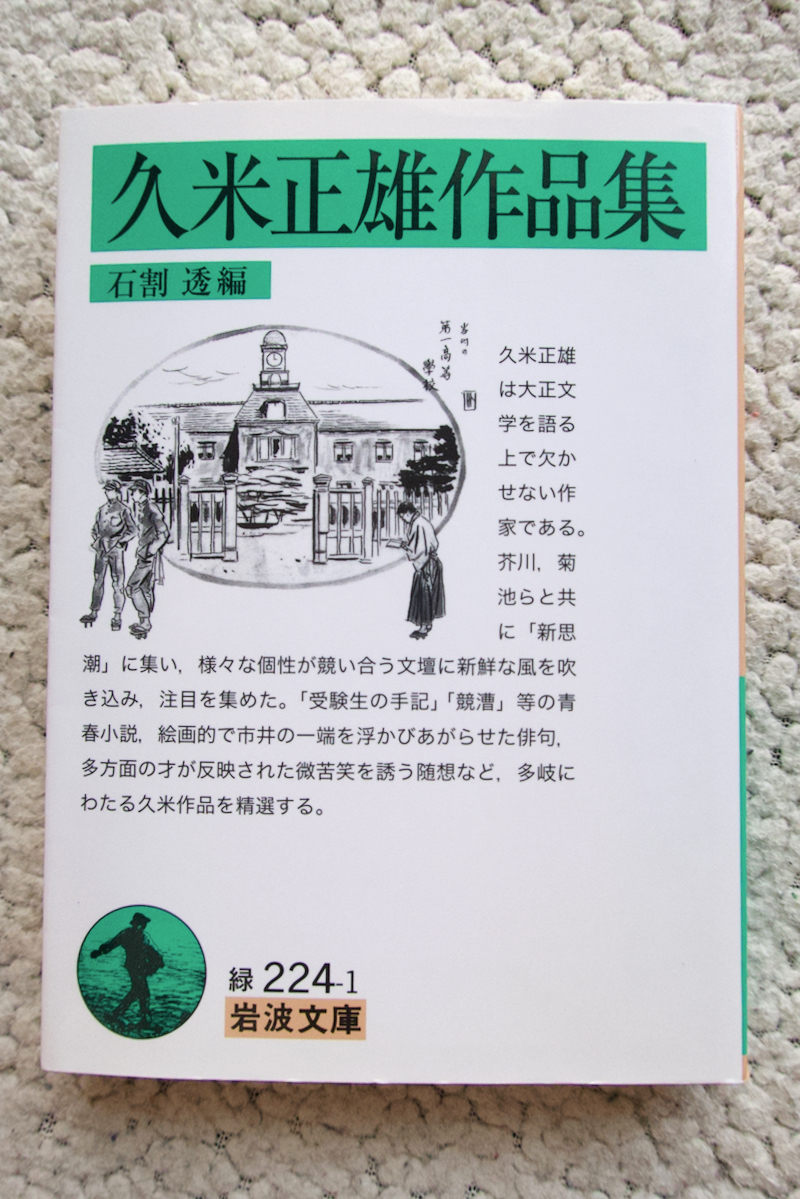 久米正雄作品集
石割 透編
第一高等
學校
久米正雄
は大正文
学を語る
上で欠か
せない作
家である。
芥川，菊
池らと共
に「新思
潮」に集い，様々な個性が競い合う文壇に新鮮な風を吹
き込み，注目を集めた。「受験生の手記」「競漕」等の青
春小説，絵画的で市井の一端を浮かびあがらせた俳句，
多方面の才が反映された微苦笑を誘う随想など，多岐に
わたる久米作品を精選する。
緑 224-1
岩波文庫